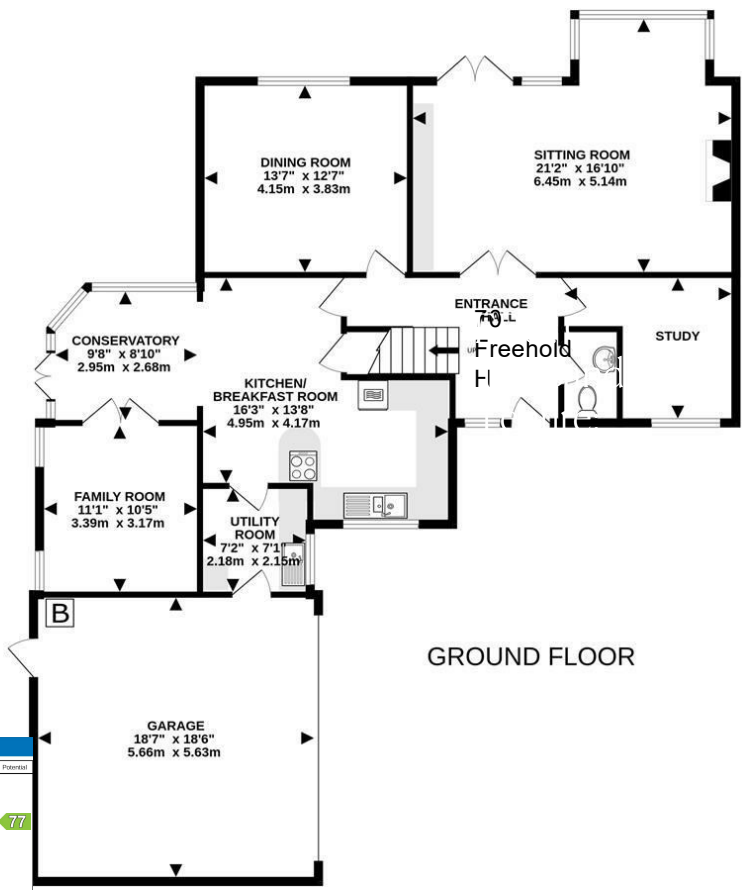 DINING ROOM
13'7" x 12'7"
4.15m x 3.83m
SITTING ROOM
21'2" x 16'10"
6.45m x 5.14m
ENTRANCE
70
Freehold
STUDY
CONSERVATORY
9'8" x 8'10"
2.95m x 2.68m
KITCHEN/
BREAKFAST ROOM
16'3" x 13'8"
4.95m x 4.17m
FAMILY ROOM
11'1" x 10'5"
3.39m x 3.17m
UTILITY
ROOM
7'2" x 7'1"
2.18m x 2.15m
B
GROUND FLOOR
GARAGE
18'7" x 18'6"
5.66m x 5.63m
Potential
77